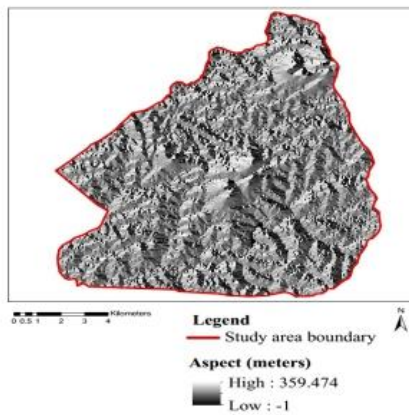 0 0.5 1 2 3 4
Kilometers
N
Legend
Study area boundary
Aspect (meters)
High : 359.474
Low : -1